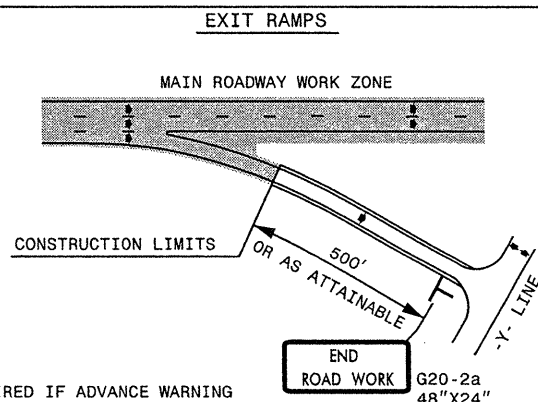 EXIT RAMPS
MAIN ROADWAY WORK ZONE
CONSTRUCTION LIMITS
500'
OR AS ATTAINABLE
-Y- LINE
END
ROAD WORK
G20-2a
48"X24"
IRED IF ADVANCE WARNING